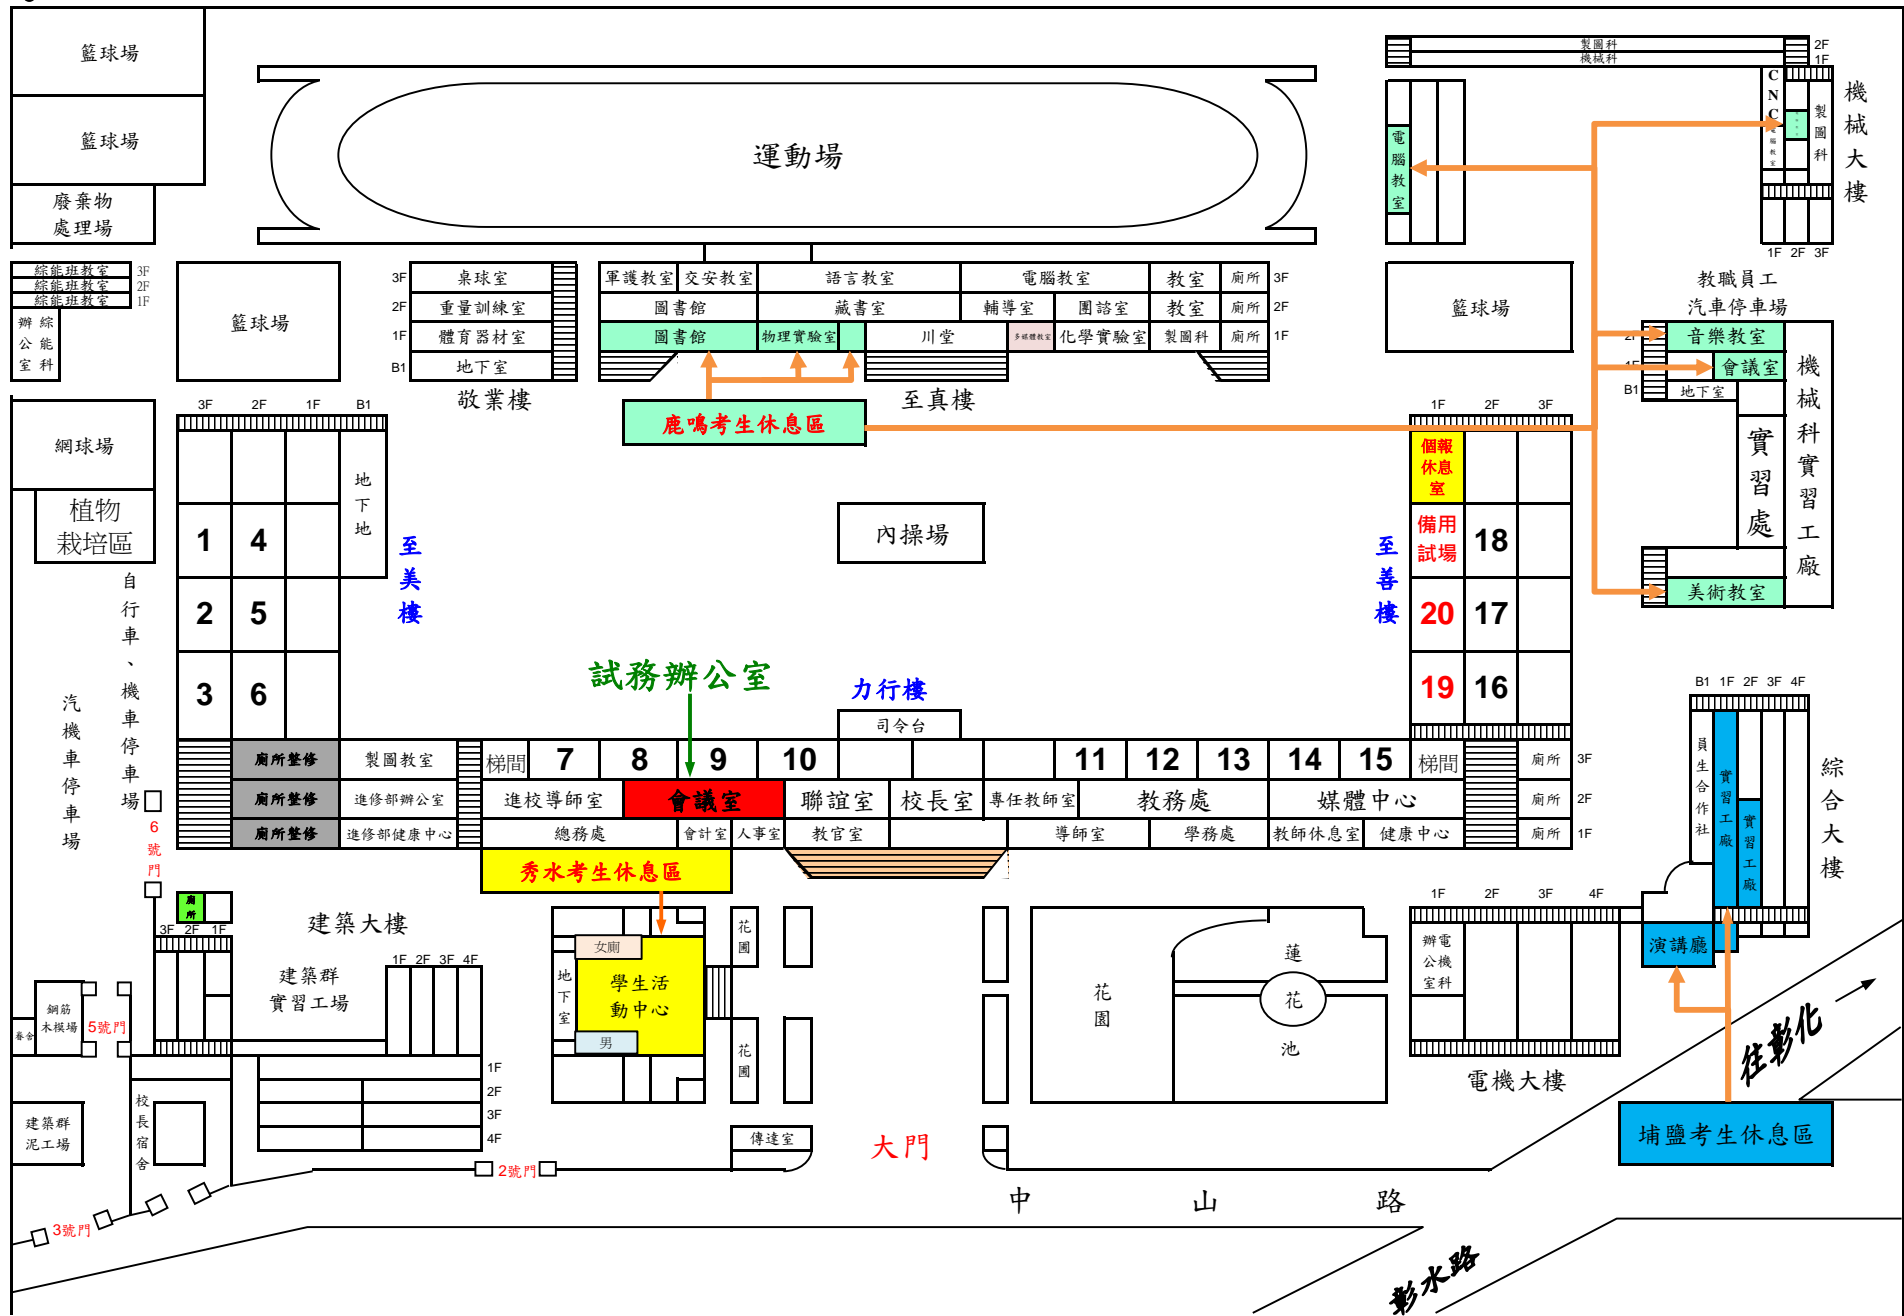 籃球場
籃球場
廢棄物
處理場
運動場
製圖科 2F
機械科 1F
CNC電腦教室
製圖科
機械大樓
電腦教室
1F 2F 3F
綜能班教室 3F
綜能班教室 2F
綜能班教室 1F
辦公室 綜能科
籃球場
3F 桌球室
2F 重量訓練室
1F 體育器材室
B1 地下室
敬業樓
軍護教室 交安教室 語言教室 電腦教室 教室 廁所 3F
圖書館 藏書室 輔導室 團諮室 教室 廁所 2F
圖書館 物理實驗室 川堂 多媒體教室 化學實驗室 製圖科 廁所 1F
至真樓
鹿鳴考生休息區
籃球場
教職員工
汽車停車場
2F 音樂教室
1F 會議室
B1 地下室
實習處
美術教室
機械科實習工廠
網球場
植物
栽培區
自行車、機車停車場
汽機車停車場
3F 2F 1F B1
地下地
1 4
2 5
3 6
至美樓
內操場
至善樓
1F 2F 3F
個報
休息
室
備用
試場
18
20 17
19 16
試務辦公室
力行樓
司令台
廁所整修 製圖教室 梯間 7 8 9 10 11 12 13 14 15 梯間 廁所 3F
廁所整修 進修部辦公室 進校導師室 會議室 聯誼室 校長室 專任教師室 教務處 媒體中心 廁所 2F
廁所整修 進修部健康中心 總務處 會計室 人事室 教官室 導師室 學務處 教師休息室 健康中心 廁所 1F
秀水考生休息區
6號門
廁所
3F 2F 1F
建築大樓
建築群
實習工場
1F 2F 3F 4F
1F
2F
3F
4F
女廁
地下室
學生活
動中心
男
花圃
花圃
傳達室
花園
蓮
花
池
1F 2F 3F 4F
辦公室 電機科
電機大樓
B1 1F 2F 3F 4F
員生合作社
實習工廠
實習工廠
綜合大樓
演講廳
往彰化
埔鹽考生休息區
鋼筋
木模場
5號門
建築群
泥工場
校長宿舍
2號門
3號門
大門
中山路
彰水路